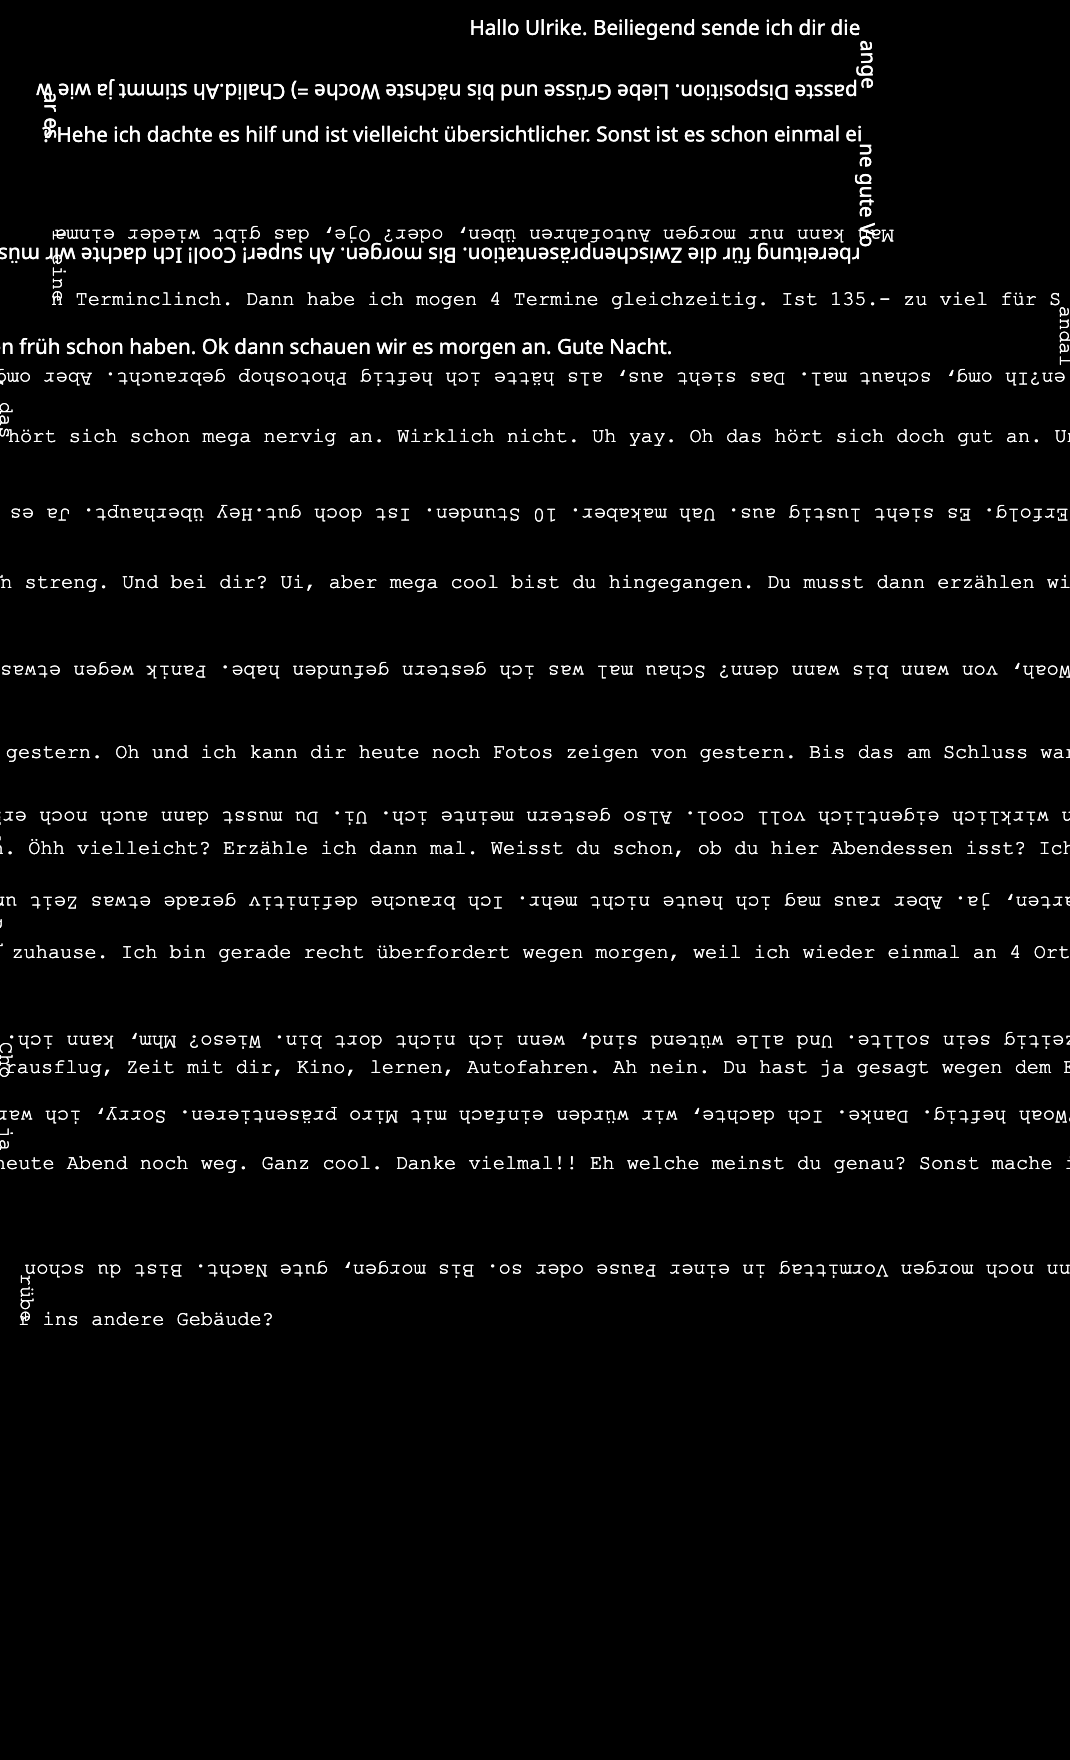 Hallo Ulrike. Beiliegend sende ich dir die
ange
passte Disposition. Liebe Grüsse und bis nächste Woche =) Chalid.Ah stimmt ja wie w
ar es
? Hehe ich dachte es hilf und ist vielleicht übersichtlicher. Sonst ist es schon einmal ei
ne gute Vo
Man kann nur morgen Autofahren üben, oder? Oje, das gibt wieder einma
rbereitung für die Zwischenpräsentation. Bis morgen. Ah super! Cool! Ich dachte wir müs
l eine
n Terminclinch. Dann habe ich mogen 4 Termine gleichzeitig. Ist 135.- zu viel für S
andal
n früh schon haben. Ok dann schauen wir es morgen an. Gute Nacht.
en?Ih omg, schaut mal. Das sieht aus, als hätte ich heftig Photoshop gebraucht. Aber omg
das
hört sich schon mega nervig an. Wirklich nicht. Uh yay. Oh das hört sich doch gut an.
Erfolg. Es sieht lustig aus. Uah makaber. 10 Stunden. Ist doch gut.Hey überhaupt. Ja es
n streng. Und bei dir? Ui, aber mega cool bist du hingegangen. Du musst dann erzählen wi
Woah, von wann bis wann denn? Schau mal was ich gestern gefunden habe. Panik wegen etwas
gestern. Oh und ich kann dir heute noch Fotos zeigen von gestern. Bis das am Schluss war
n wirklich eigentlich voll cool. Also gestern meinte ich. Ui. Du musst dann auch noch er
. Öhh vielleicht? Erzähle ich dann mal. Weisst du schon, ob du hier Abendessen isst? Ich
arten, ja. Aber raus mag ich heute nicht mehr. Ich brauche definitiv gerade etwas Zeit
zuhause. Ich bin gerade recht überfordert wegen morgen, weil ich wieder einmal an 4 Ort
zeitig sein sollte. Und alle wütend sind, wenn ich nicht dort bin. Wieso? Mhm, kann ich.
Cho
rausflug, Zeit mit dir, Kino, lernen, Autofahren. Ah nein. Du hast ja gesagt wegen dem
Woah heftig. Danke. Ich dachte, wir würden einfach mit Miro präsentieren. Sorry, ich war
ja
heute Abend noch weg. Ganz cool. Danke vielmal!! Eh welche meinst du genau? Sonst mache
nn noch morgen Vormittag in einer Pause oder so. Bis morgen, gute Nacht. Bist du schon
rübe
r ins andere Gebäude?